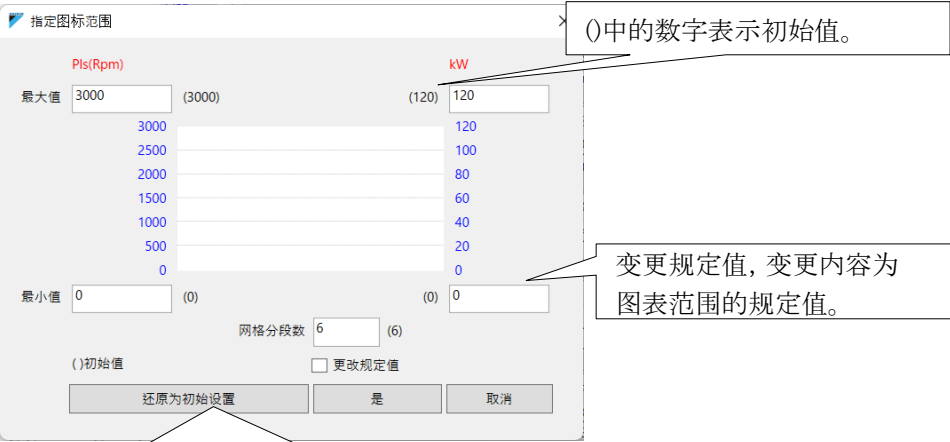 指定图标范围
()中的数字表示初始值。
Pls(Rpm)
kW
最大值 3000 (3000) (120) 120
3000 120
2500 100
2000 80
1500 60
1000 40
500 20
0 0
变更规定值, 变更内容为
图表范围的规定值。
最小值 0 (0) (0) 0
网格分段数 6 (6)
( )初始值 更改规定值
还原为初始设置 是 取消